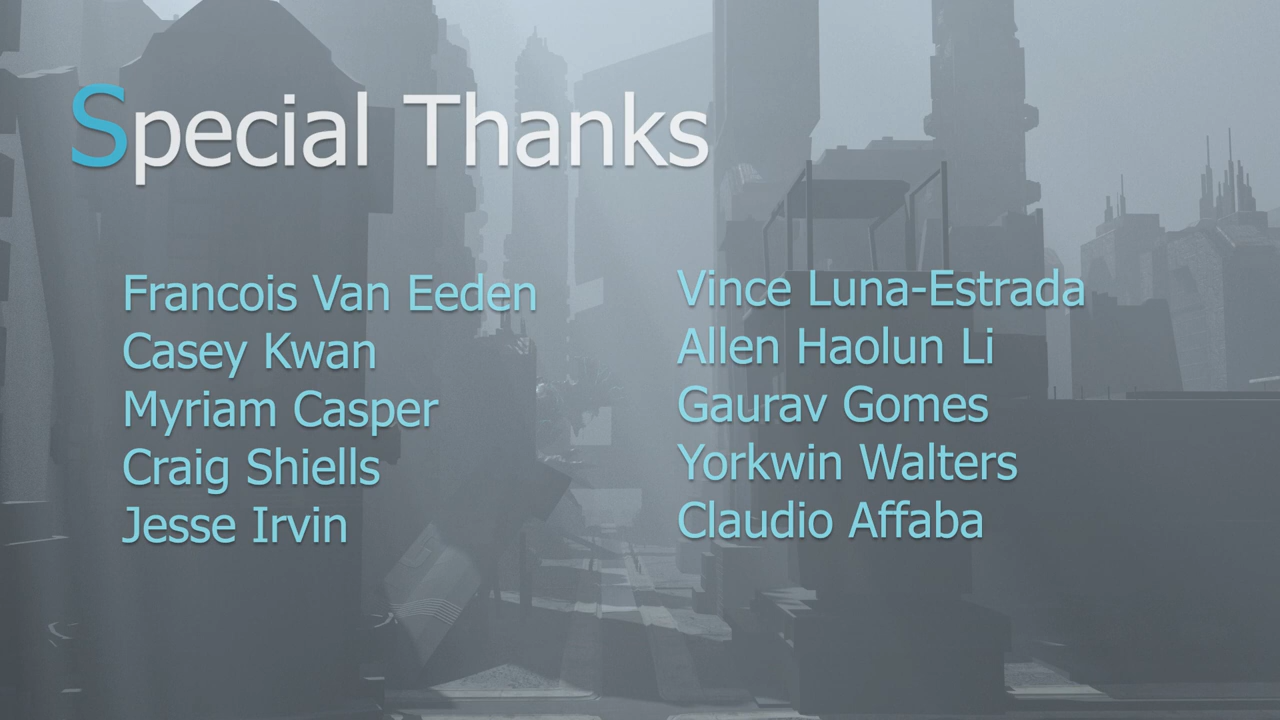 Special Thanks
Francois Van Eeden
Casey Kwan
Myriam Casper
Craig Shiells
Jesse Irvin
Vince Luna-Estrada
Allen Haolun Li
Gaurav Gomes
Yorkwin Walters
Claudio Affaba